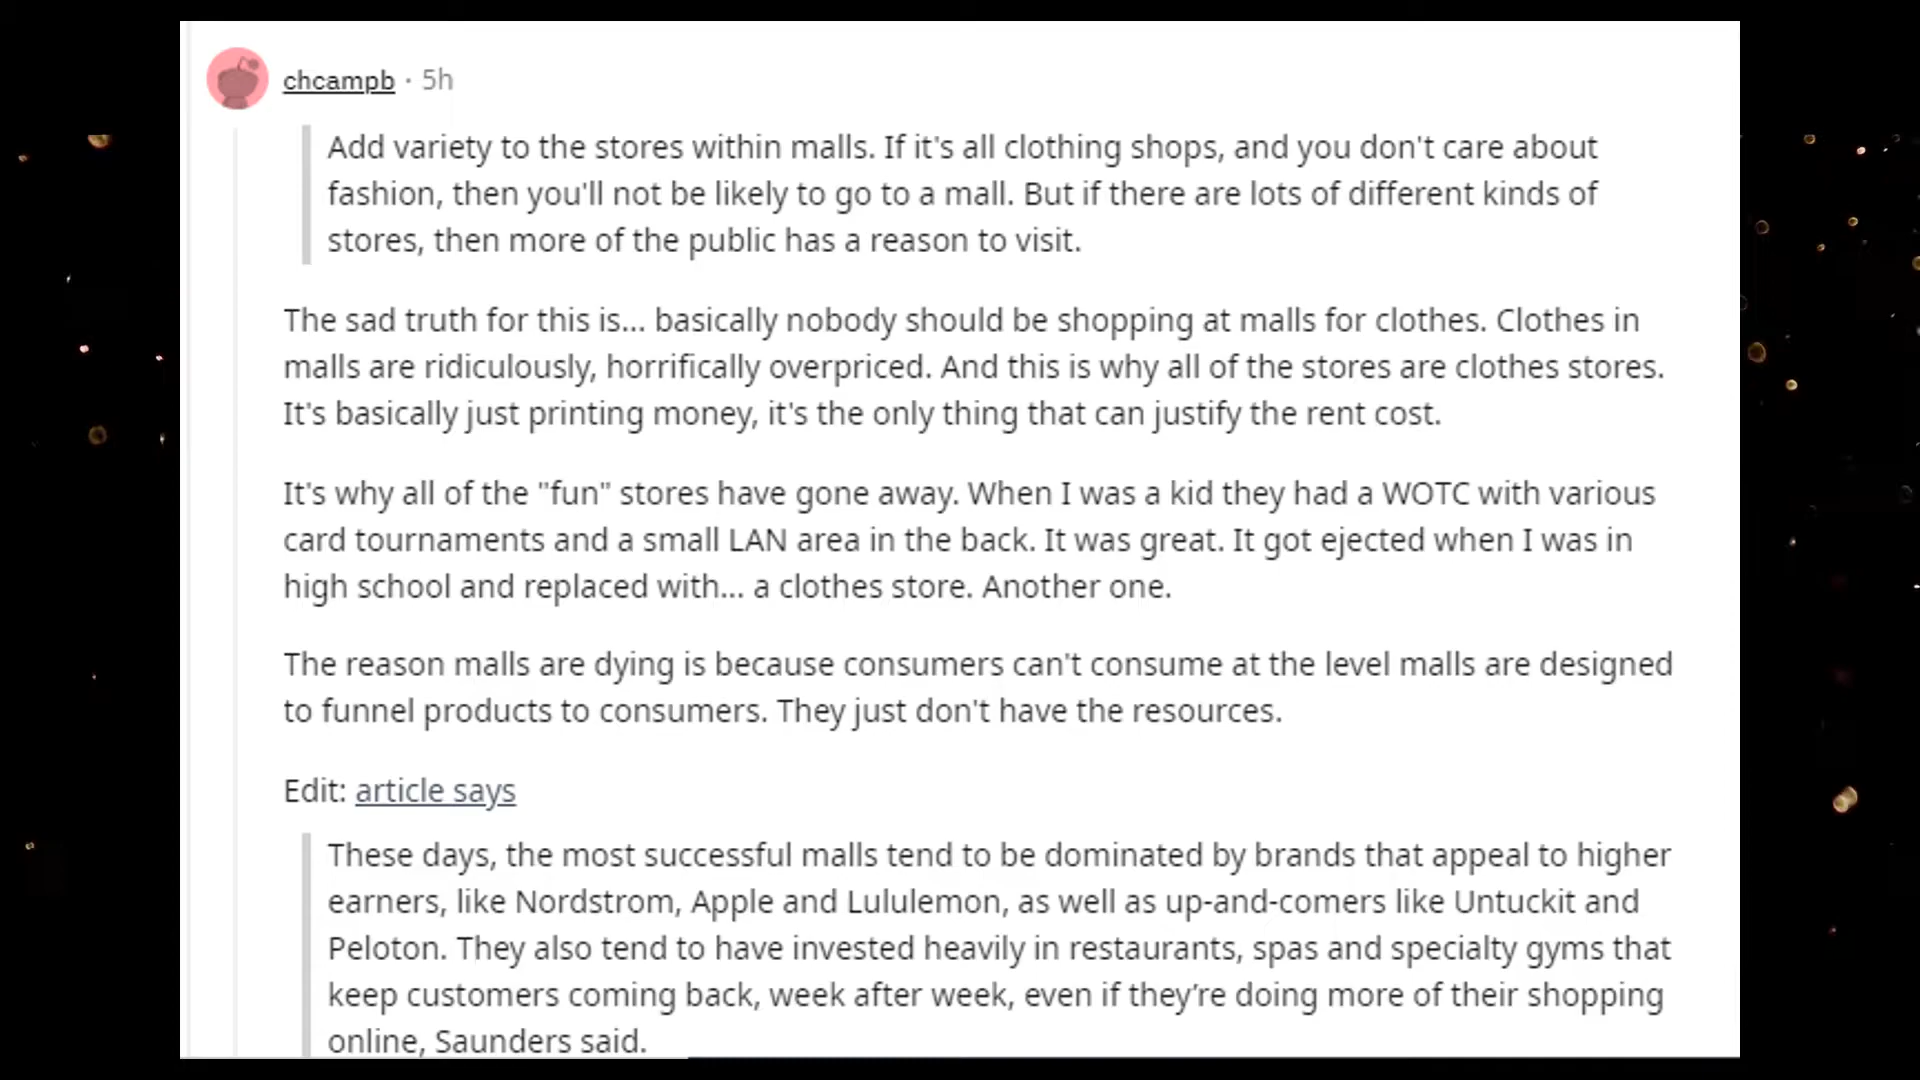 chcampb · 5h
Add variety to the stores within malls. If it's all clothing shops, and you don't care about
fashion, then you'll not be likely to go to a mall. But if there are lots of different kinds of
stores, then more of the public has a reason to visit.
The sad truth for this is... basically nobody should be shopping at malls for clothes. Clothes in
malls are ridiculously, horrifically overpriced. And this is why all of the stores are clothes stores.
It's basically just printing money, it's the only thing that can justify the rent cost.
It's why all of the "fun" stores have gone away. When I was a kid they had a WOTC with various
card tournaments and a small LAN area in the back. It was great. It got ejected when I was in
high school and replaced with... a clothes store. Another one.
The reason malls are dying is because consumers can't consume at the level malls are designed
to funnel products to consumers. They just don't have the resources.
Edit: article says
These days, the most successful malls tend to be dominated by brands that appeal to higher
earners, like Nordstrom, Apple and Lululemon, as well as up-and-comers like Untuckit and
Peloton. They also tend to have invested heavily in restaurants, spas and specialty gyms that
keep customers coming back, week after week, even if they’re doing more of their shopping
online, Saunders said.